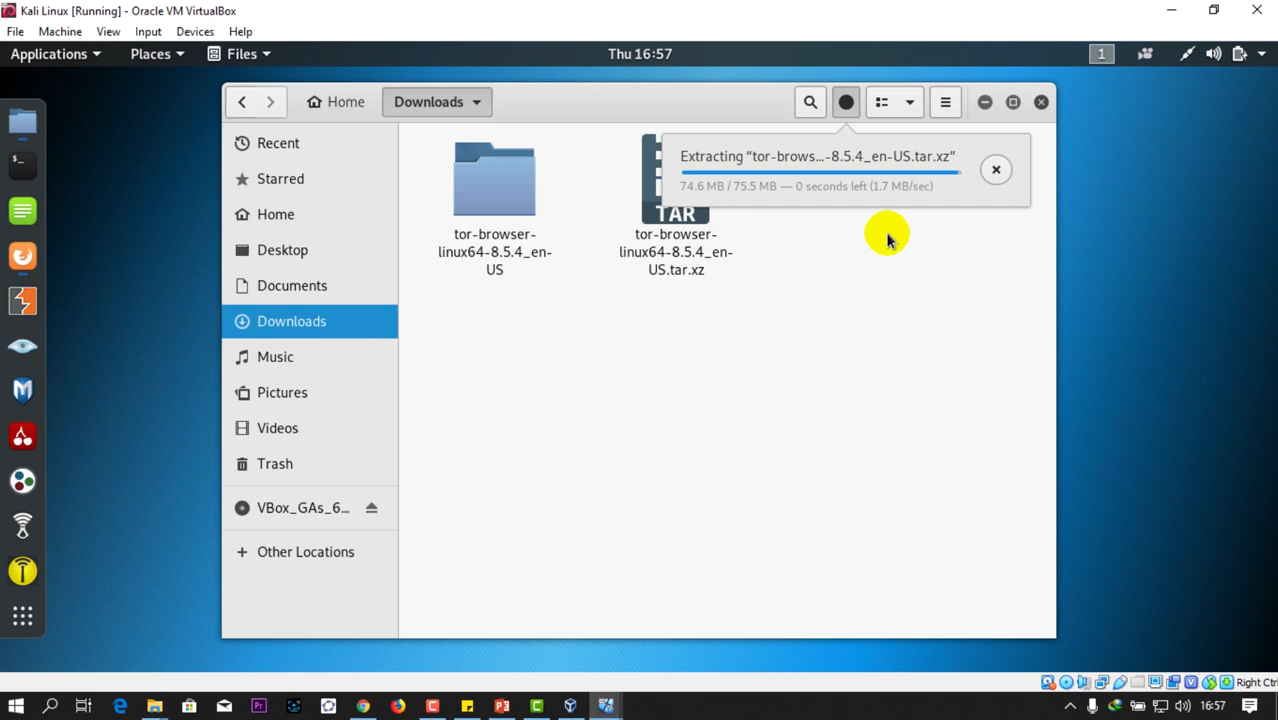 Kali Linux [Running] - Oracle VM VirtualBox
File Machine View Input Devices Help
Applications Places Files Thu 16:57 1
Home Downloads
Recent
Starred
Home
Desktop
Documents
Downloads
Music
Pictures
Videos
Trash
VBox_GAs_6...
Other Locations
Extracting “tor-brows...-8.5.4_en-US.tar.xz”
74.6 MB / 75.5 MB — 0 seconds left (1.7 MB/sec)
TAR
tor-browser-
linux64-8.5.4_en-
US
tor-browser-
linux64-8.5.4_en-
US.tar.xz
Right Ctrl
Pr
16:57